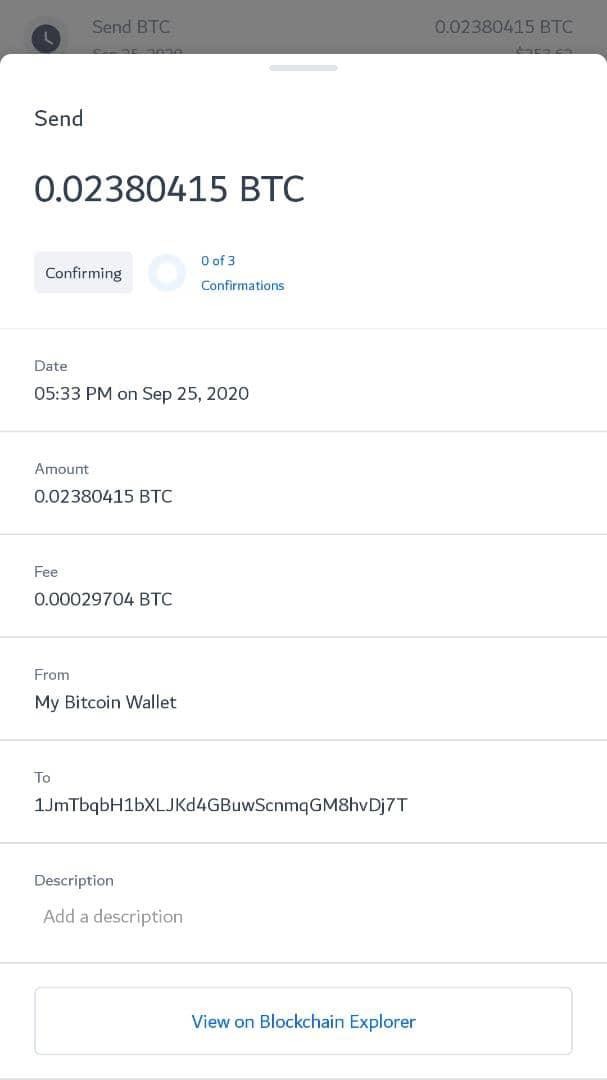 Send BTC
0.02380415 BTC
Sep 25, 2020
Send
0.02380415 BTC
Confirming
0 of 3
Confirmations
Date
05:33 PM on Sep 25, 2020
Amount
0.02380415 BTC
Fee
0.00029704 BTC
From
My Bitcoin Wallet
To
1JmTbqbH1bXLJKd4GBuwScnmqGM8hvDj7T
Description
Add a description
View on Blockchain Explorer